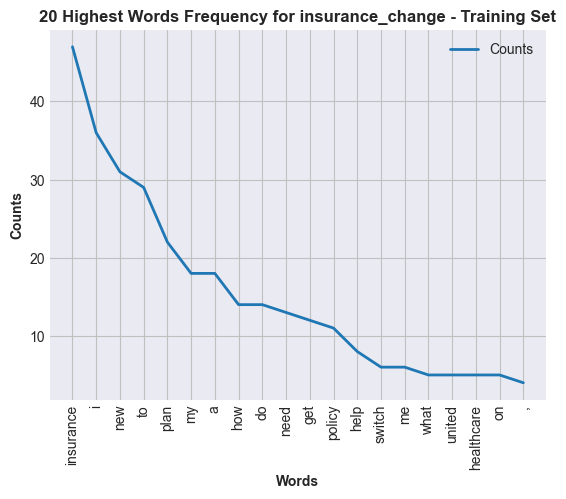 20 Highest Words Frequency for insurance_change - Training Set
Counts
Counts
40
30
20
10
insurance
i
new
to
plan
my
a
how
do
need
get
policy
help
switch
me
what
united
healthcare
on
,
Words